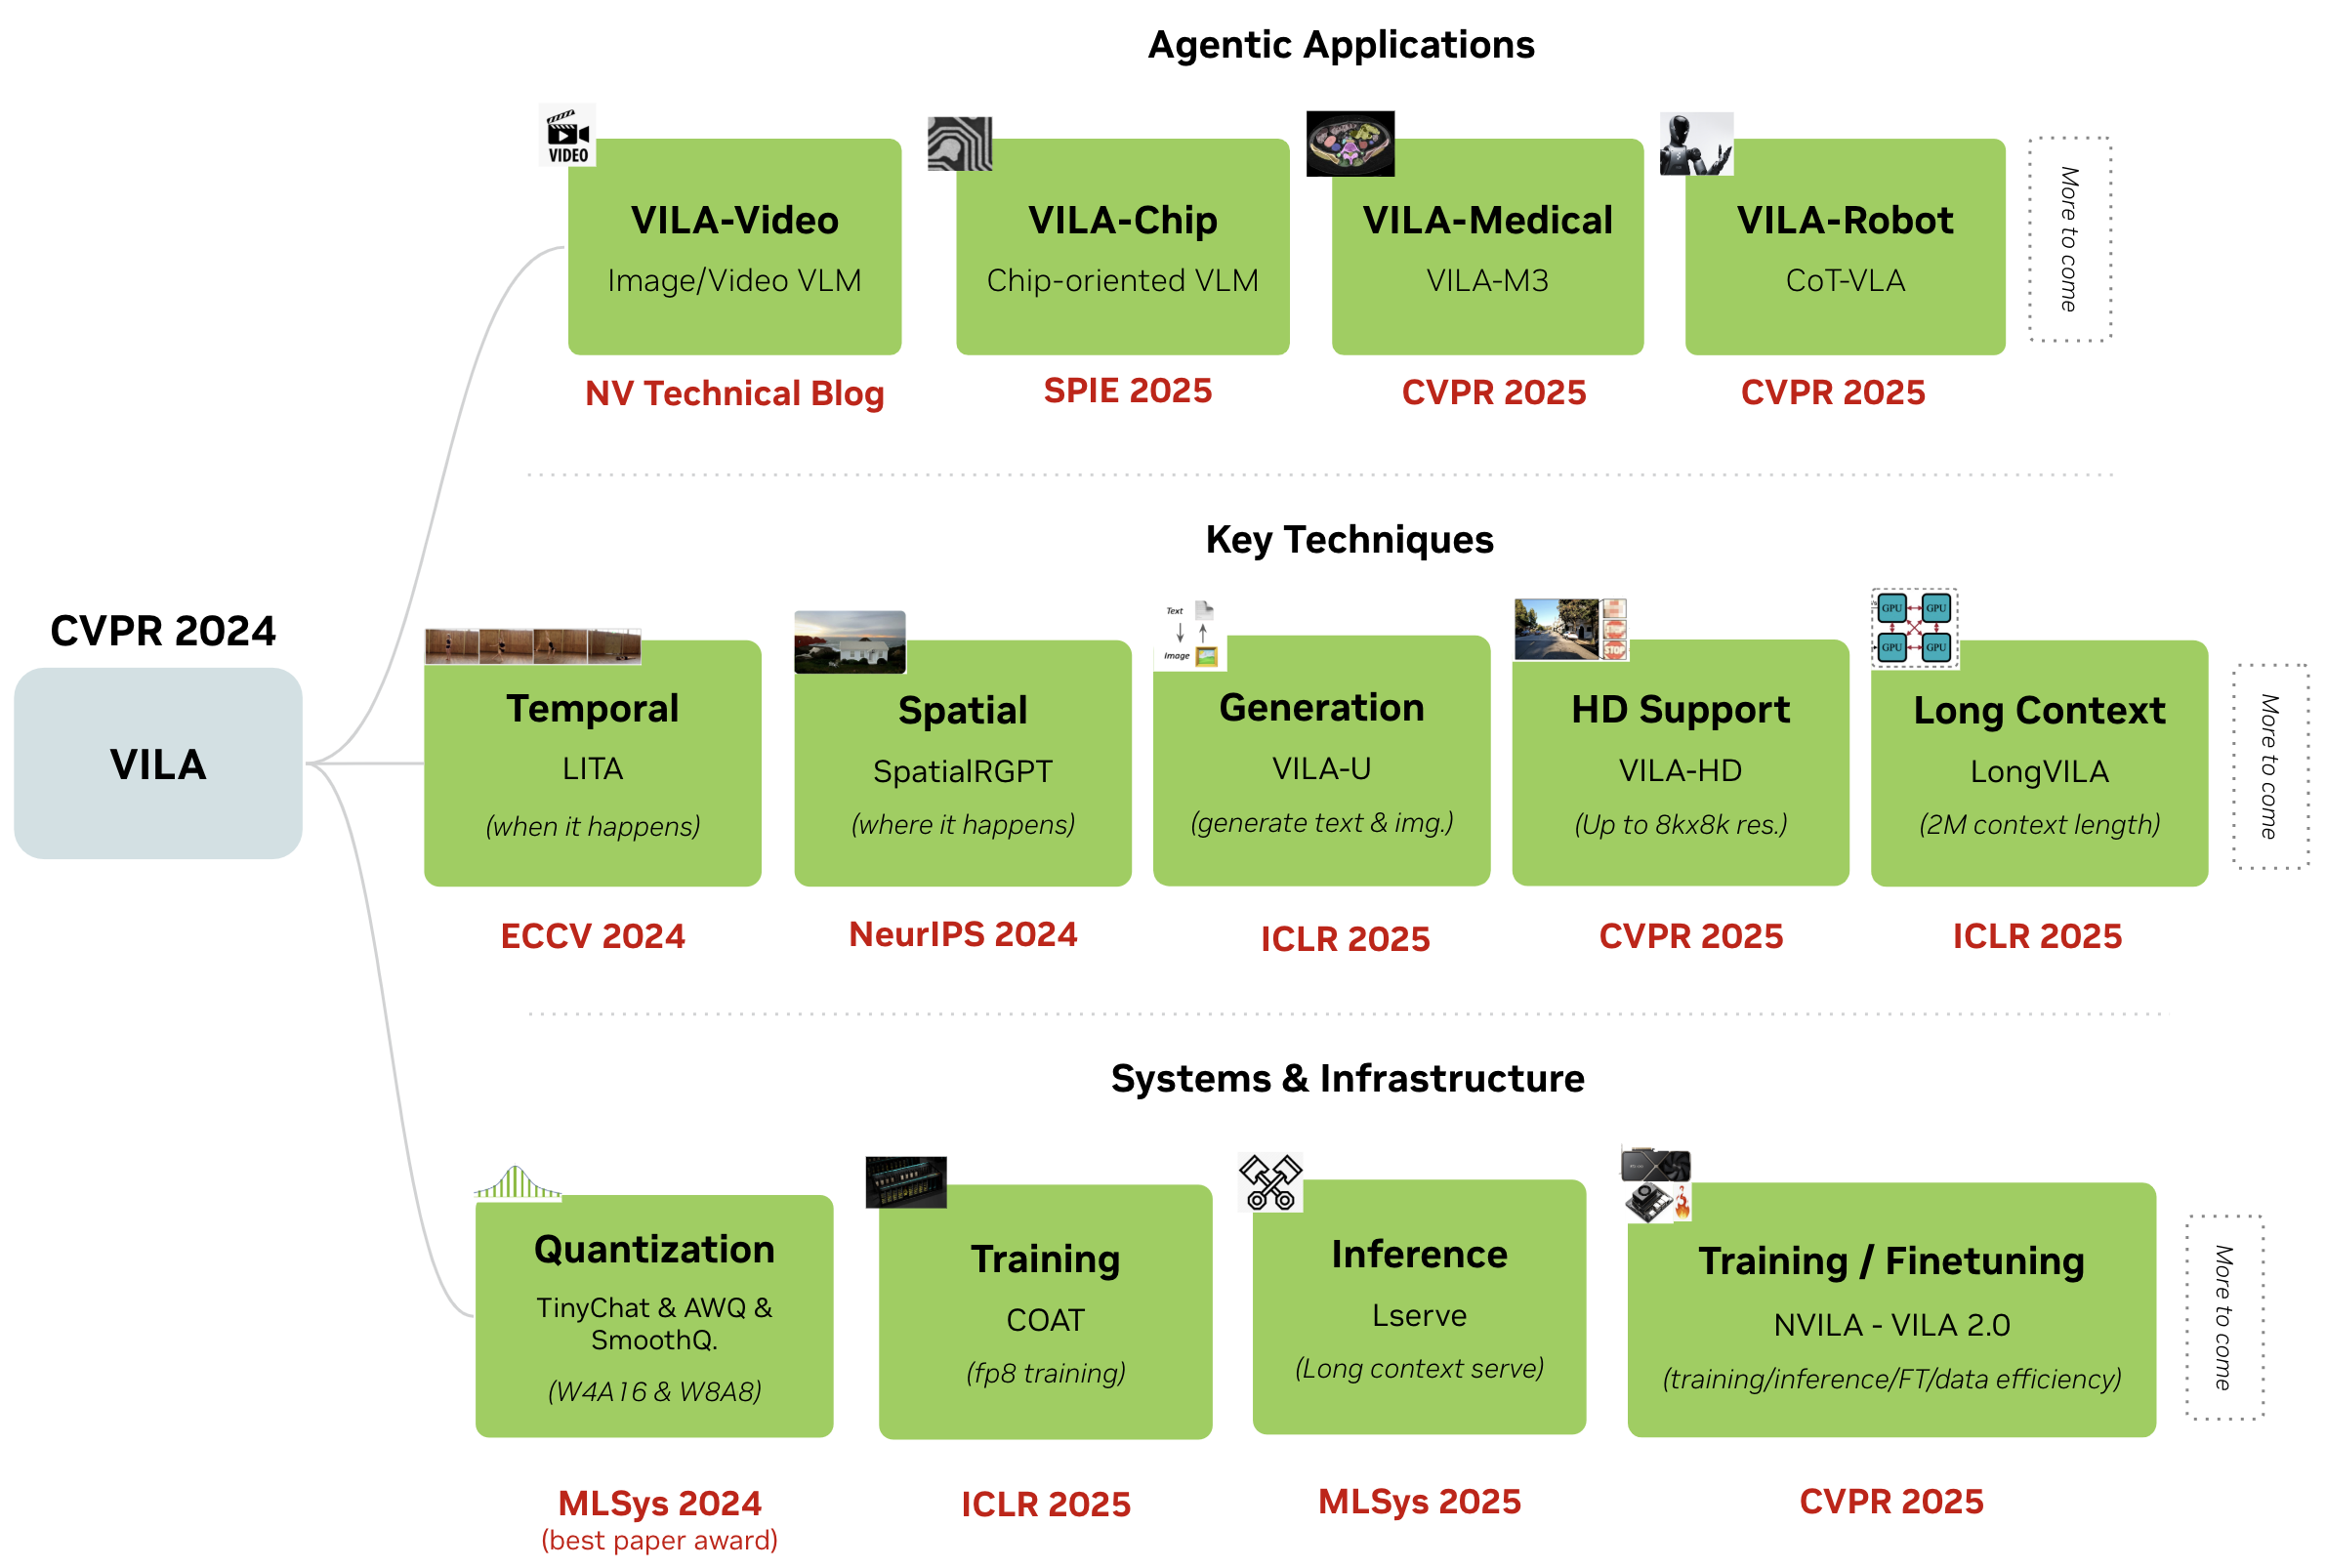 Agentic Applications
VIDEO
VILA-Video
Image/Video VLM
NV Technical Blog
VILA-Chip
Chip-oriented VLM
SPIE 2025
VILA-Medical
VILA-M3
CVPR 2025
VILA-Robot
CoT-VLA
CVPR 2025
More to come
CVPR 2024
VILA
Key Techniques
Temporal
LITA
(when it happens)
ECCV 2024
Spatial
SpatialRGPT
(where it happens)
NeurIPS 2024
Text
Image
Generation
VILA-U
(generate text & img.)
ICLR 2025
STOP
HD Support
VILA-HD
(Up to 8kx8k res.)
CVPR 2025
GPU GPU
GPU GPU
Long Context
LongVILA
(2M context length)
ICLR 2025
More to come
Systems & Infrastructure
Quantization
TinyChat & AWQ &
SmoothQ.
(W4A16 & W8A8)
MLSys 2024
(best paper award)
Training
COAT
(fp8 training)
ICLR 2025
Inference
Lserve
(Long context serve)
MLSys 2025
Training / Finetuning
NVILA - VILA 2.0
(training/inference/FT/data efficiency)
CVPR 2025
More to come